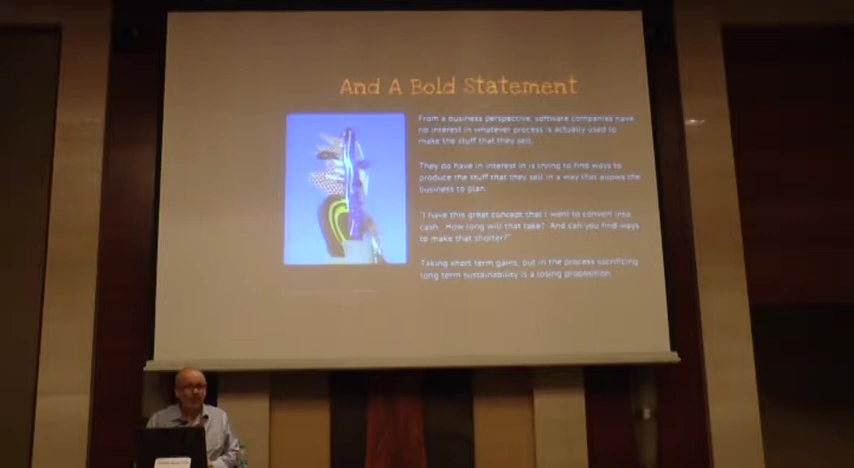 And A Bold Statement
From a business perspective, software companies have
no interest in whatever process is actually used to
make the stuff that they sell.
They do have in interest in is trying to find ways to
produce the stuff that they sell in a way that allows the
business to plan.
"I have this great concept that I want to convert into
cash. How long will that take? And can you find ways
to make that shorter?"
Taking short term gains, but in the process sacrificing
long term sustainability is a losing proposition.